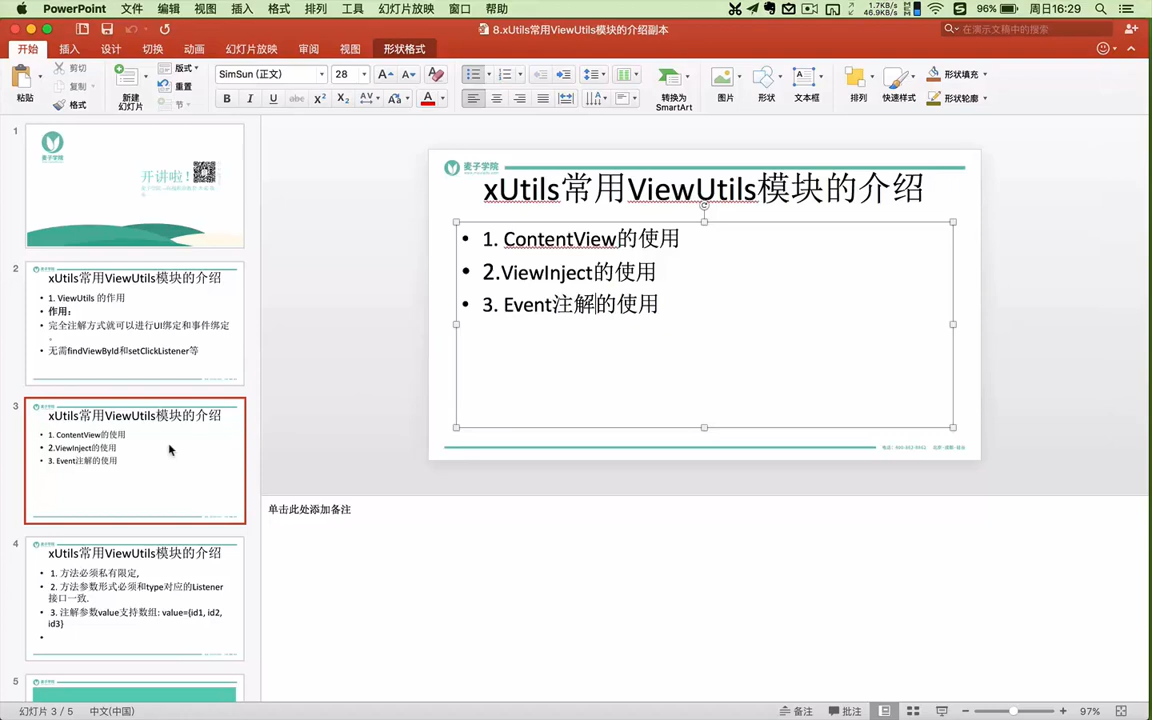 PowerPoint 文件 编辑 视图 插入 格式 排列 工具 幻灯片放映 窗口 帮助 1.7KB/s 46.9KB/s 96% 周日16:29
8.xUtils常用ViewUtils模块的介绍副本
在演示文稿中的搜索
开始 插入 设计 切换 动画 幻灯片放映 审阅 视图 形状格式
粘贴 剪切 复制 格式 新建幻灯片 版式 重置 节
SimSun (正文) 28
转换为 SmartArt 图片 形状 文本框 排列 快速样式 形状填充 形状轮廓
1
麦子学院
开讲啦!
2
xUtils常用ViewUtils模块的介绍
• 1. ViewUtils 的作用
• 作用：
• 完全注解方式就可以进行UI绑定和事件绑定
。
• 无需findViewById和setClickListener等
3
xUtils常用ViewUtils模块的介绍
• 1. ContentView的使用
• 2.ViewInject的使用
• 3. Event注解的使用
4
xUtils常用ViewUtils模块的介绍
• 1. 方法必须私有限定,
• 2. 方法参数形式必须和type对应的Listener
接口一致.
• 3. 注解参数value支持数组: value={id1, id2,
id3}
•
5
麦子学院
xUtils常用ViewUtils模块的介绍
• 1. ContentView的使用
• 2.ViewInject的使用
• 3. Event注解的使用
单击此处添加备注
幻灯片 3 / 5 中文(中国) 备注 批注 97%